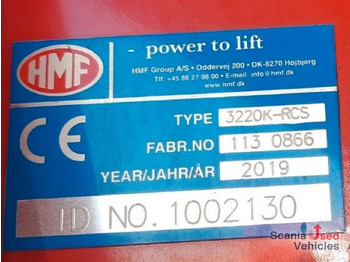 HMF
- power to lift
HMF Group A/S • Oddervej 200 • DK-8270 Højbjerg
Tlf. +45 86 27 08 00 • E-mail: info@hmf.dk
www.hmf.dk
CE
TYPE 3220K-RCS
FABR.NO 113 0866
YEAR/JAHR/ÅR 2019
ID NO. 1002130
Scania Used
Vehicles